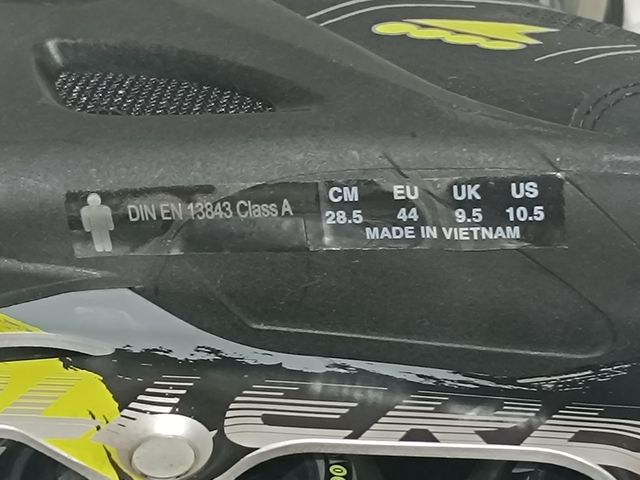 DIN EN 13843 Class A
CM EU UK US
28.5 44 9.5 10.5
MADE IN VIETNAM